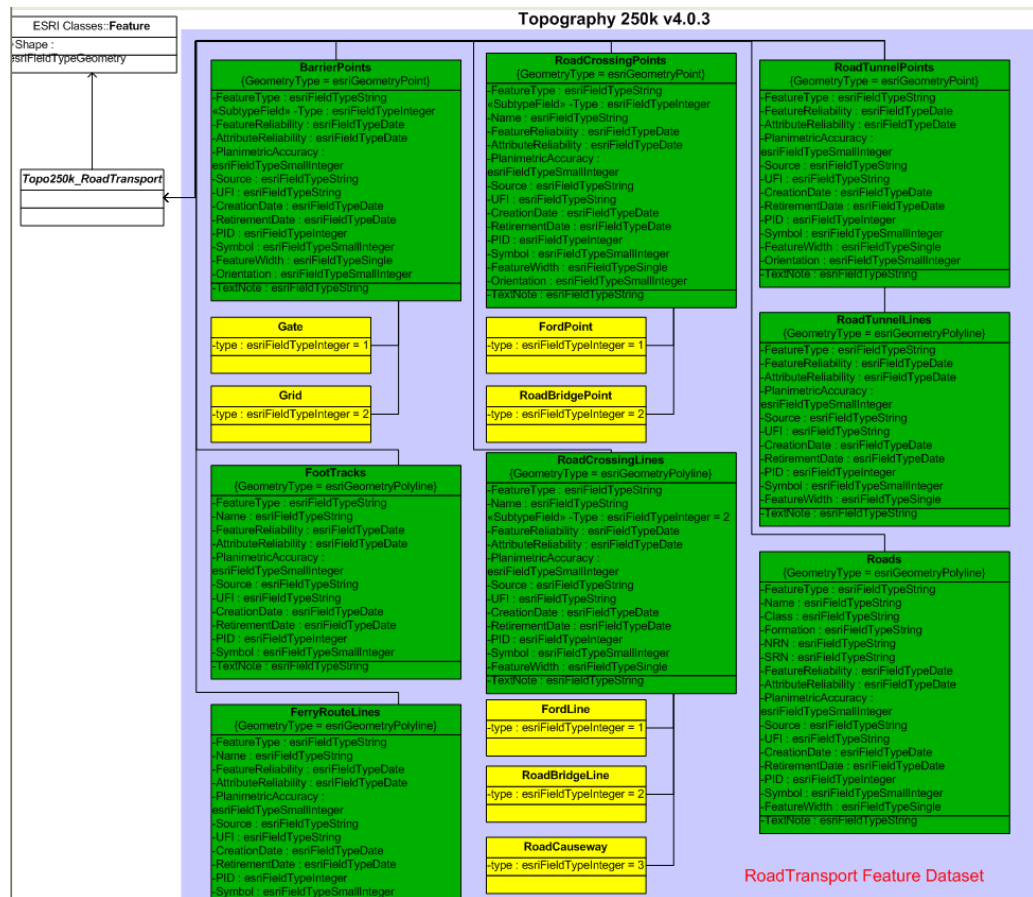 Topography 250k v4.0.3
ESRI Classes::Feature
-Shape :
esriFieldTypeGeometry
Topo250k_RoadTransport
BarrierPoints
{GeometryType = esriGeometryPoint}
-FeatureType : esriFieldTypeString
«SubtypeField» -Type : esriFieldTypeInteger
-FeatureReliability : esriFieldTypeDate
-AttributeReliability : esriFieldTypeDate
-PlanimetricAccuracy :
esriFieldTypeSmallInteger
-Source : esriFieldTypeString
-UFI : esriFieldTypeString
-CreationDate : esriFieldTypeDate
-RetirementDate : esriFieldTypeDate
-PID : esriFieldTypeInteger
-Symbol : esriFieldTypeSmallInteger
-FeatureWidth : esriFieldTypeSingle
-Orientation : esriFieldTypeSmallInteger
-TextNote : esriFieldTypeString
Gate
-type : esriFieldTypeInteger = 1
Grid
-type : esriFieldTypeInteger = 2
FootTracks
{GeometryType = esriGeometryPolyline}
-FeatureType : esriFieldTypeString
-Name : esriFieldTypeString
-FeatureReliability : esriFieldTypeDate
-AttributeReliability : esriFieldTypeDate
-PlanimetricAccuracy :
esriFieldTypeSmallInteger
-Source : esriFieldTypeString
-UFI : esriFieldTypeString
-CreationDate : esriFieldTypeDate
-RetirementDate : esriFieldTypeDate
-PID : esriFieldTypeInteger
-Symbol : esriFieldTypeSmallInteger
-TextNote : esriFieldTypeString
FerryRouteLines
{GeometryType = esriGeometryPolyline}
-FeatureType : esriFieldTypeString
-Name : esriFieldTypeString
-FeatureReliability : esriFieldTypeDate
-AttributeReliability : esriFieldTypeDate
-PlanimetricAccuracy :
esriFieldTypeSmallInteger
-Source : esriFieldTypeString
-UFI : esriFieldTypeString
-CreationDate : esriFieldTypeDate
-RetirementDate : esriFieldTypeDate
-PID : esriFieldTypeInteger
-Symbol : esriFieldTypeSmallInteger
RoadCrossingPoints
{GeometryType = esriGeometryPoint}
-FeatureType : esriFieldTypeString
«SubtypeField» -Type : esriFieldTypeInteger
-Name : esriFieldTypeString
-FeatureReliability : esriFieldTypeDate
-AttributeReliability : esriFieldTypeDate
-PlanimetricAccuracy :
esriFieldTypeSmallInteger
-Source : esriFieldTypeString
-UFI : esriFieldTypeString
-CreationDate : esriFieldTypeDate
-RetirementDate : esriFieldTypeDate
-PID : esriFieldTypeInteger
-Symbol : esriFieldTypeSmallInteger
-FeatureWidth : esriFieldTypeSingle
-Orientation : esriFieldTypeSmallInteger
-TextNote : esriFieldTypeString
FordPoint
-type : esriFieldTypeInteger = 1
RoadBridgePoint
-type : esriFieldTypeInteger = 2
RoadCrossingLines
{GeometryType = esriGeometryPolyline}
-FeatureType : esriFieldTypeString
-Name : esriFieldTypeString
«SubtypeField» -Type : esriFieldTypeInteger = 2
-FeatureReliability : esriFieldTypeDate
-AttributeReliability : esriFieldTypeDate
-PlanimetricAccuracy :
esriFieldTypeSmallInteger
-Source : esriFieldTypeString
-UFI : esriFieldTypeString
-CreationDate : esriFieldTypeDate
-RetirementDate : esriFieldTypeDate
-PID : esriFieldTypeInteger
-Symbol : esriFieldTypeSmallInteger
-FeatureWidth : esriFieldTypeSingle
-TextNote : esriFieldTypeString
FordLine
-type : esriFieldTypeInteger = 1
RoadBridgeLine
-type : esriFieldTypeInteger = 2
RoadCauseway
-type : esriFieldTypeInteger = 3
RoadTunnelPoints
{GeometryType = esriGeometryPoint}
-FeatureType : esriFieldTypeString
-FeatureReliability : esriFieldTypeDate
-AttributeReliability : esriFieldTypeDate
-PlanimetricAccuracy :
esriFieldTypeSmallInteger
-Source : esriFieldTypeString
-UFI : esriFieldTypeString
-CreationDate : esriFieldTypeDate
-RetirementDate : esriFieldTypeDate
-PID : esriFieldTypeInteger
-Symbol : esriFieldTypeSmallInteger
-FeatureWidth : esriFieldTypeSingle
-Orientation : esriFieldTypeSmallInteger
-TextNote : esriFieldTypeString
RoadTunnelLines
{GeometryType = esriGeometryPolyline}
-FeatureType : esriFieldTypeString
-FeatureReliability : esriFieldTypeDate
-AttributeReliability : esriFieldTypeDate
-PlanimetricAccuracy :
esriFieldTypeSmallInteger
-Source : esriFieldTypeString
-UFI : esriFieldTypeString
-CreationDate : esriFieldTypeDate
-RetirementDate : esriFieldTypeDate
-PID : esriFieldTypeInteger
-Symbol : esriFieldTypeSmallInteger
-FeatureWidth : esriFieldTypeSingle
-TextNote : esriFieldTypeString
Roads
{GeometryType = esriGeometryPolyline}
-FeatureType : esriFieldTypeString
-Name : esriFieldTypeString
-Class : esriFieldTypeString
-Formation : esriFieldTypeString
-NRN : esriFieldTypeString
-SRN : esriFieldTypeString
-FeatureReliability : esriFieldTypeDate
-AttributeReliability : esriFieldTypeDate
-PlanimetricAccuracy :
esriFieldTypeSmallInteger
-Source : esriFieldTypeString
-UFI : esriFieldTypeString
-CreationDate : esriFieldTypeDate
-RetirementDate : esriFieldTypeDate
-PID : esriFieldTypeInteger
-Symbol : esriFieldTypeSmallInteger
-FeatureWidth : esriFieldTypeSingle
-TextNote : esriFieldTypeString
RoadTransport Feature Dataset